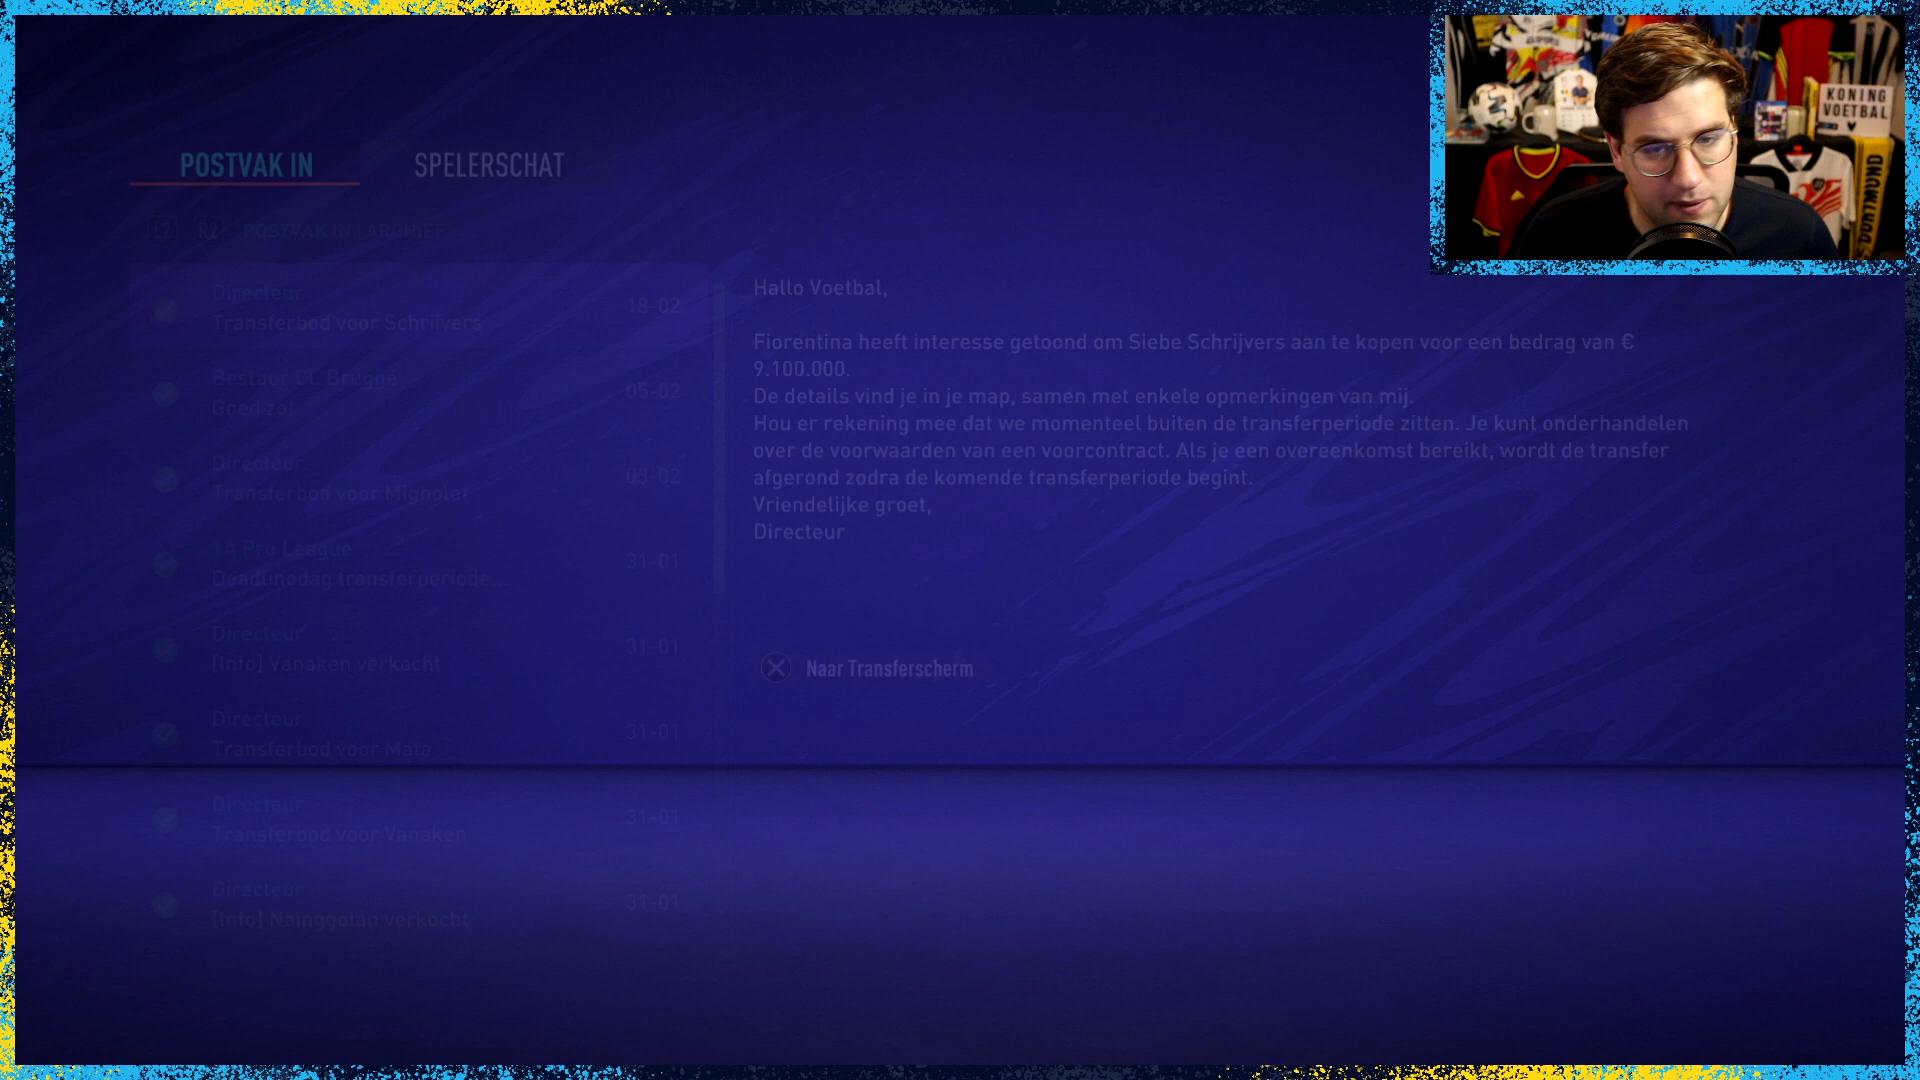 POSTVAK IN
SPELERSCHAT
L2 R2 POSTVAK IN | ARCHIEF
Directeur
Transferbod voor Schrijvers
18-02
Bestuur CL Brugge
Goed zo!
05-02
Directeur
Transferbod voor Mignolet
05-02
1A Pro League
Deadlinedag transferperiode...
31-01
Directeur
[Info] Vanaken verkocht
31-01
Directeur
Transferbod voor Mata
31-01
Directeur
Transferbod voor Vanaken
31-01
Directeur
[Info] Nainggolan verkocht
31-01
Hallo Voetbal,
Fiorentina heeft interesse getoond om Siebe Schrijvers aan te kopen voor een bedrag van €
9.100.000.
De details vind je in je map, samen met enkele opmerkingen van mij.
Hou er rekening mee dat we momenteel buiten de transferperiode zitten. Je kunt onderhandelen
over de voorwaarden van een voorcontract. Als je een overeenkomst bereikt, wordt de transfer
afgerond zodra de komende transferperiode begint.
Vriendelijke groet,
Directeur
Naar Transferscherm
KONING
VOETBAL
DORTMUND